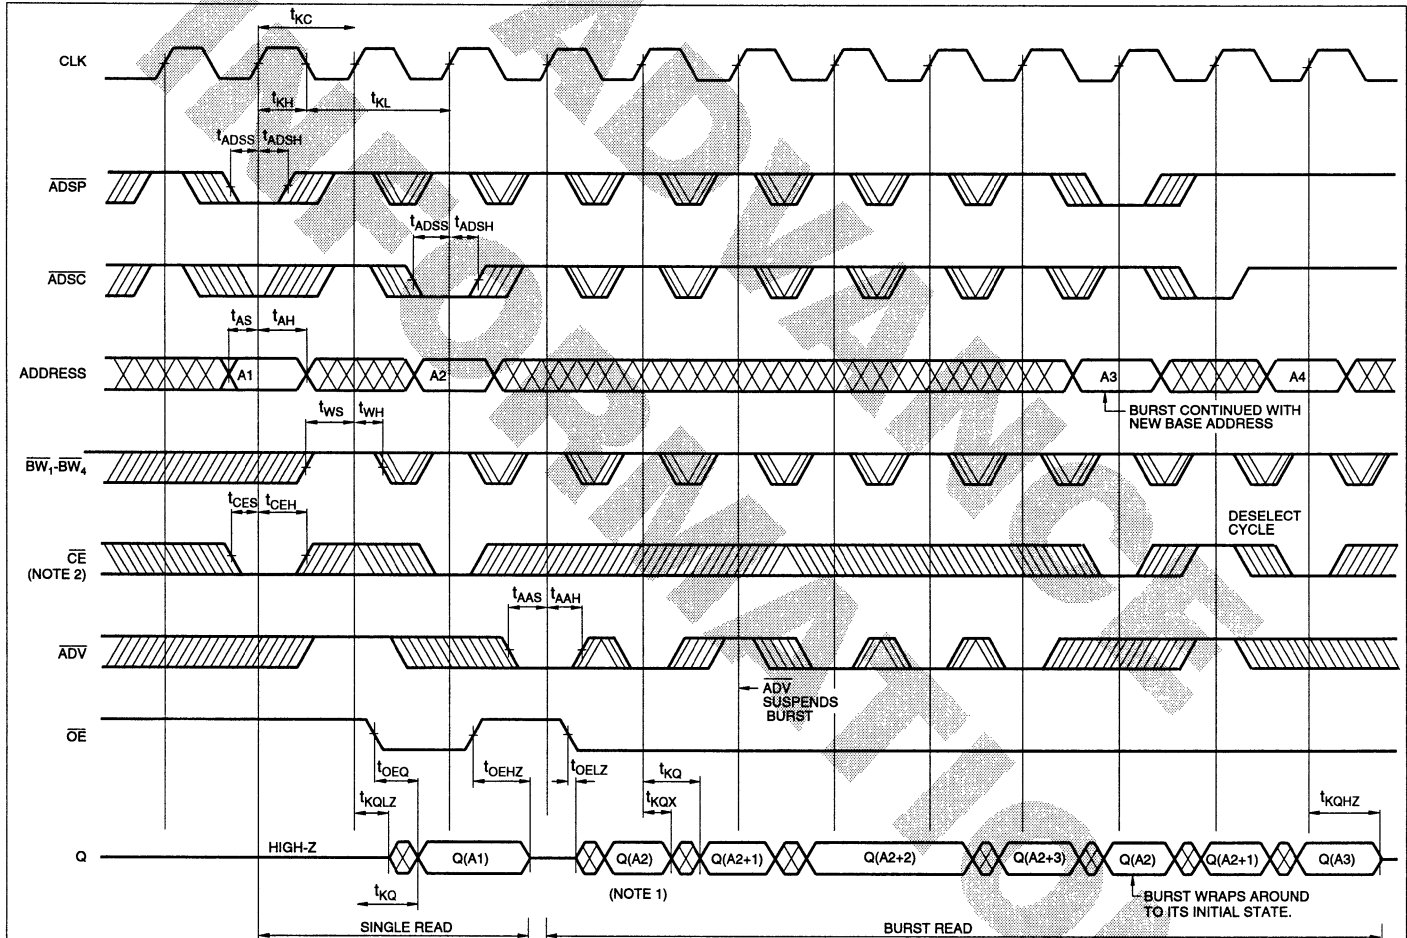 tKC
CLK
tKH
tKL
tADSS
tADSH
ADSP
tADSS
tADSH
ADSC
tAS
tAH
ADDRESS
A1
A2
A3
A4
BURST CONTINUED WITH
NEW BASE ADDRESS
tWS
tWH
BW1-BW4
tCES
tCEH
DESELECT
CYCLE
CE
(NOTE 2)
tAAS
tAAH
ADV
ADV
SUSPENDS
BURST
OE
tOEQ
tOEHZ
tOELZ
tKQ
tKQLZ
tKQX
tKQHZ
Q
HIGH-Z
Q(A1)
Q(A2)
Q(A2+1)
Q(A2+2)
Q(A2+3)
Q(A2)
Q(A2+1)
Q(A3)
tKQ
(NOTE 1)
BURST WRAPS AROUND
TO ITS INITIAL STATE.
SINGLE READ
BURST READ
ADVANCE
INFORMATION